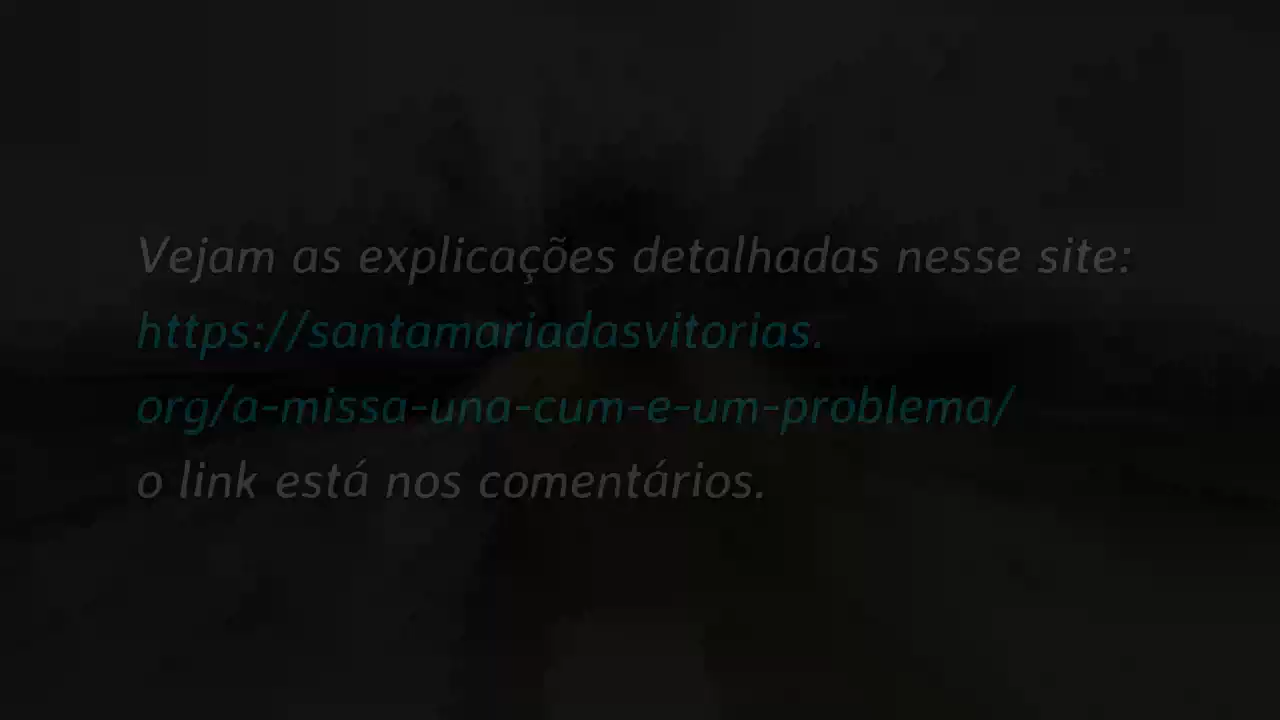 Vejam as explicações detalhadas nesse site:
https://santamariadasvitorias.
org/a-missa-una-cum-e-um-problema/
o link está nos comentários.